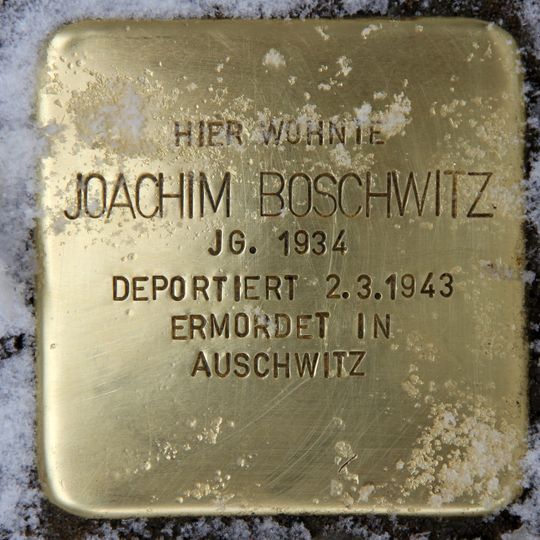 HIER WOHNTE
JOACHIM BOSCHWITZ
JG. 1934
DEPORTIERT 2.3.1943
ERMORDET IN
AUSCHWITZ